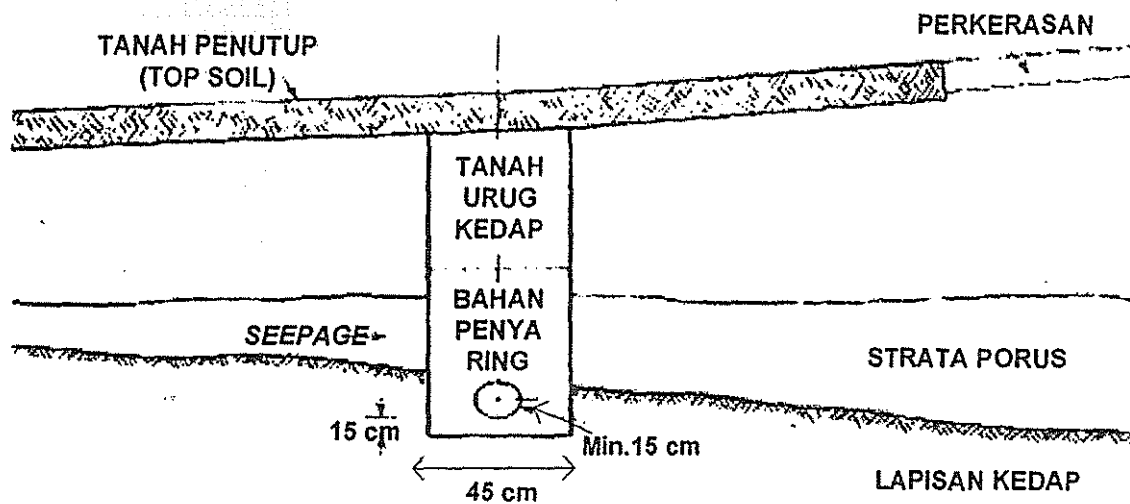 PERKERASAN
TANAH PENUTUP
(TOP SOIL)
TANAH
URUG
KEDAP
BAHAN
PENYA
RING
SEEPAGE
STRATA PORUS
15 cm
Min.15 cm
45 cm
LAPISAN KEDAP